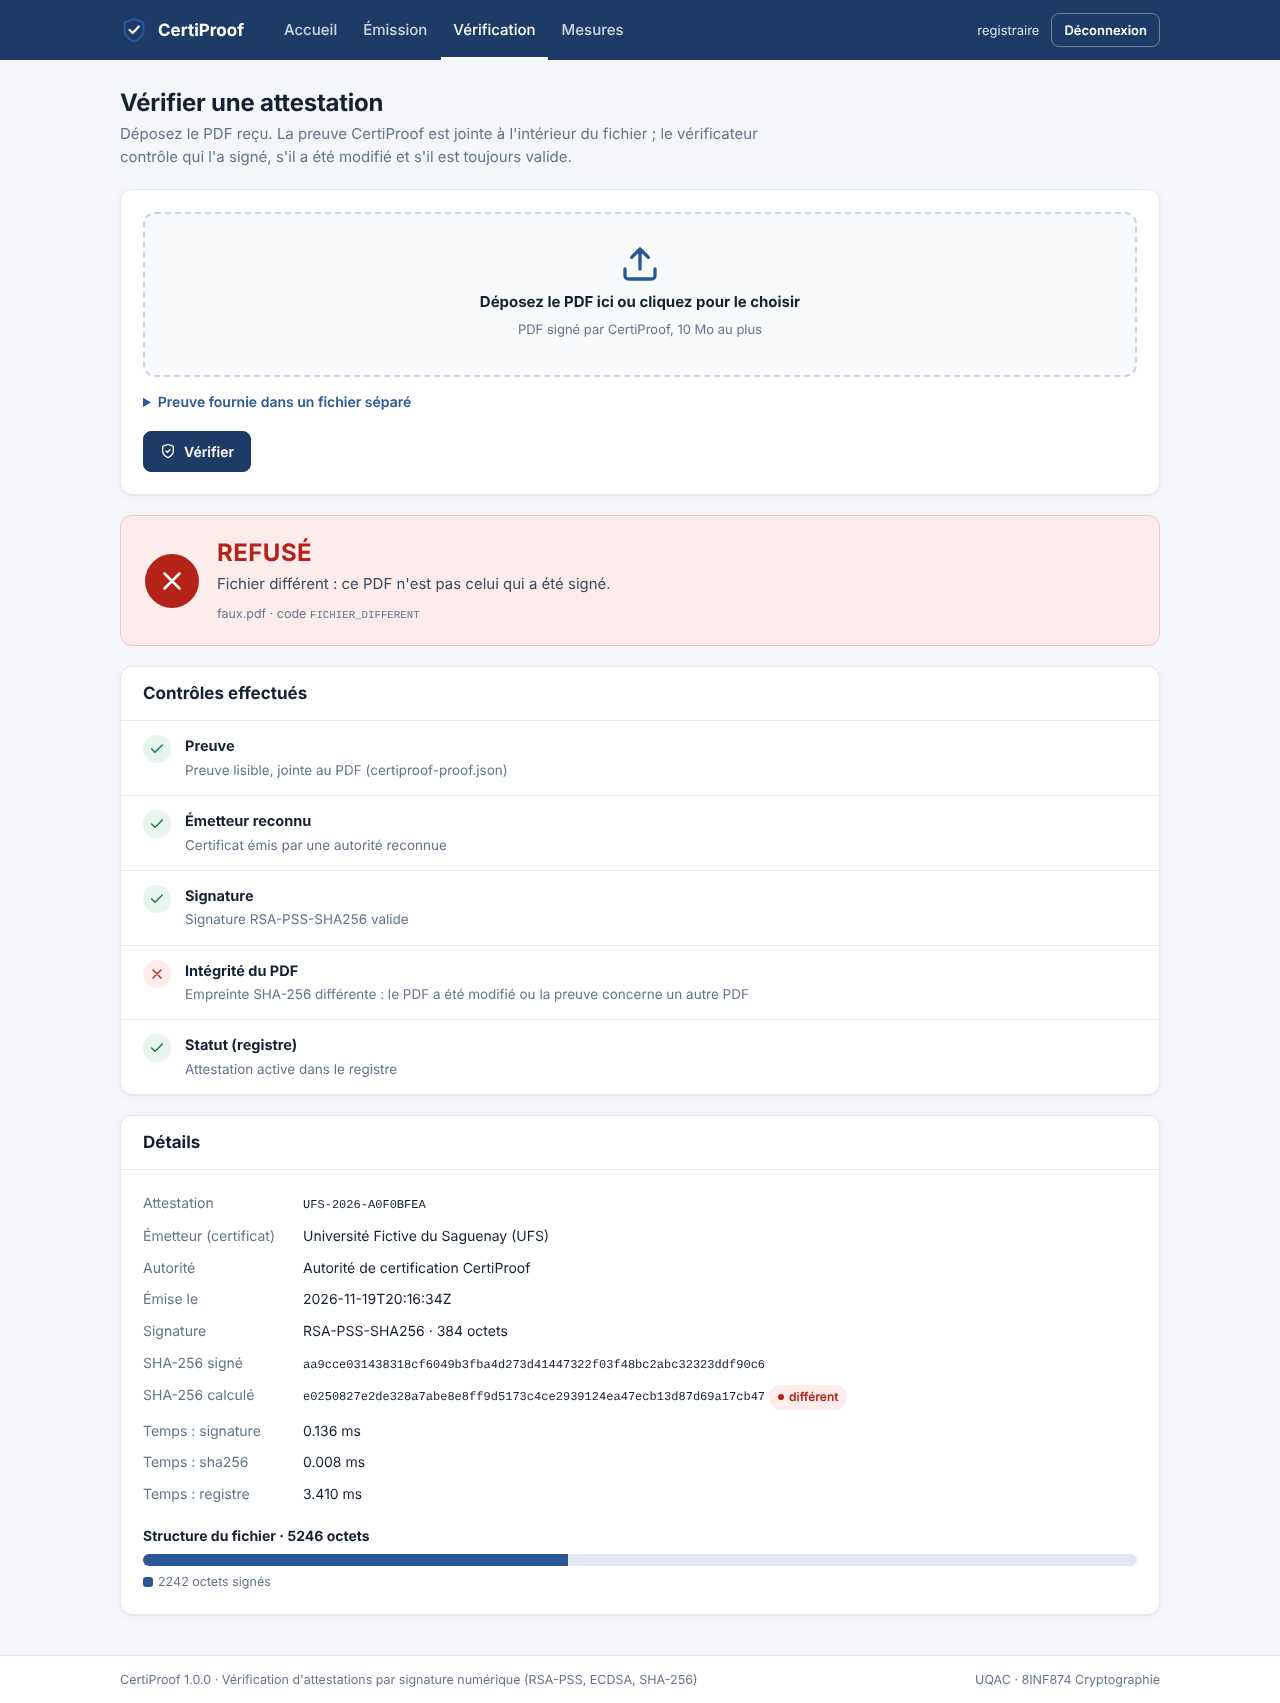 CertiProof
Accueil
Émission
Vérification
Mesures
registraire
Déconnexion
Vérifier une attestation
Déposez le PDF reçu. La preuve CertiProof est jointe à l'intérieur du fichier ; le vérificateur
contrôle qui l'a signé, s'il a été modifié et s'il est toujours valide.
Déposez le PDF ici ou cliquez pour le choisir
PDF signé par CertiProof, 10 Mo au plus
Preuve fournie dans un fichier séparé
Vérifier
REFUSÉ
Fichier différent : ce PDF n'est pas celui qui a été signé.
faux.pdf · code FICHIER_DIFFERENT
Contrôles effectués
Preuve
Preuve lisible, jointe au PDF (certiproof-proof.json)
Émetteur reconnu
Certificat émis par une autorité reconnue
Signature
Signature RSA-PSS-SHA256 valide
Intégrité du PDF
Empreinte SHA-256 différente : le PDF a été modifié ou la preuve concerne un autre PDF
Statut (registre)
Attestation active dans le registre
Détails
Attestation UFS-2026-A0F0BFEA
Émetteur (certificat) Université Fictive du Saguenay (UFS)
Autorité Autorité de certification CertiProof
Émise le 2026-11-19T20:16:34Z
Signature RSA-PSS-SHA256 · 384 octets
SHA-256 signé aa9cce031438318cf6049b3fba4d273d41447322f03f48bc2abc32323ddf90c6
SHA-256 calculé e0250827e2de328a7abe8e8ff9d5173c4ce2939124ea47ecb13d87d69a17cb47 différent
Temps : signature 0.136 ms
Temps : sha256 0.008 ms
Temps : registre 3.410 ms
Structure du fichier · 5246 octets
2242 octets signés
CertiProof 1.0.0 · Vérification d'attestations par signature numérique (RSA-PSS, ECDSA, SHA-256)
UQAC · 8INF874 Cryptographie